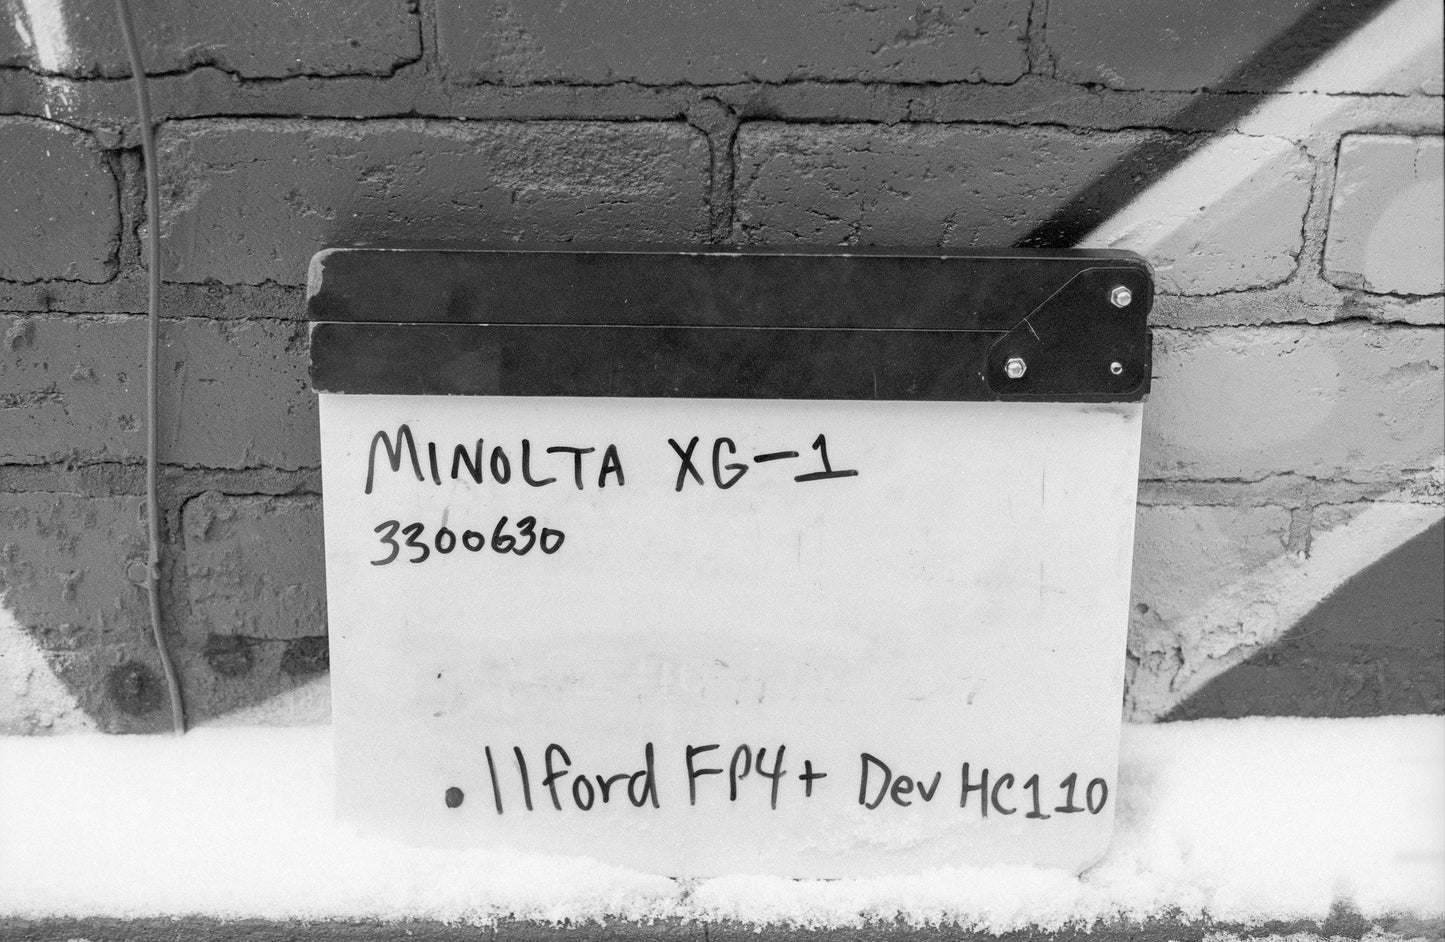 MINOLTA XG-1
3300630
. Ilford FP4+ Dev HC110